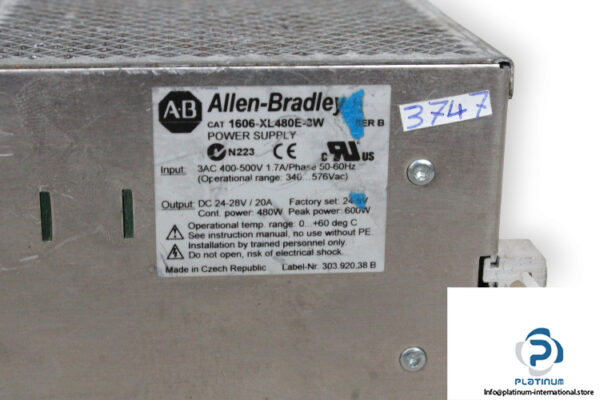 AB Allen-Bradley
CAT 1606-XL480E-3W SER B
POWER SUPPLY
N223 CE C UL US
Input: 3AC 400-500V 1.7A/Phase 50-60Hz
(Operational range: 340...576Vac)
Output: DC 24-28V / 20A Factory set: 24.5V
Cont. power: 480W Peak power: 600W
Operational temp. range: 0...+60 deg C
See instruction manual, no use without PE.
Installation by trained personnel only.
Do not open, risk of electrical shock.
Made in Czech Republic Label-Nr. 303.920.38 B
3747
PLATINUM
Info@platinum-international.store